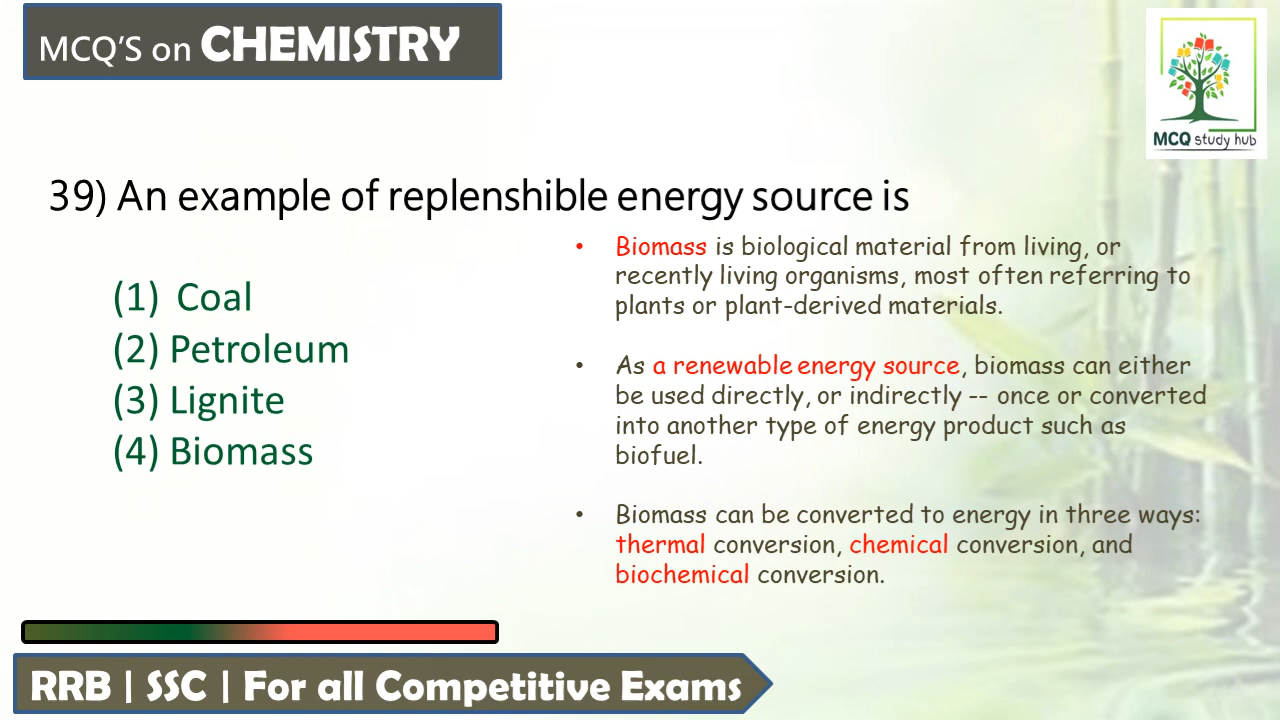 MCQ'S on CHEMISTRY
MCQ study hub
39) An example of replenshible energy source is
(1) Coal
(2) Petroleum
(3) Lignite
(4) Biomass
• Biomass is biological material from living, or
recently living organisms, most often referring to
plants or plant-derived materials.
• As a renewable energy source, biomass can either
be used directly, or indirectly -- once or converted
into another type of energy product such as
biofuel.
• Biomass can be converted to energy in three ways:
thermal conversion, chemical conversion, and
biochemical conversion.
RRB | SSC | For all Competitive Exams